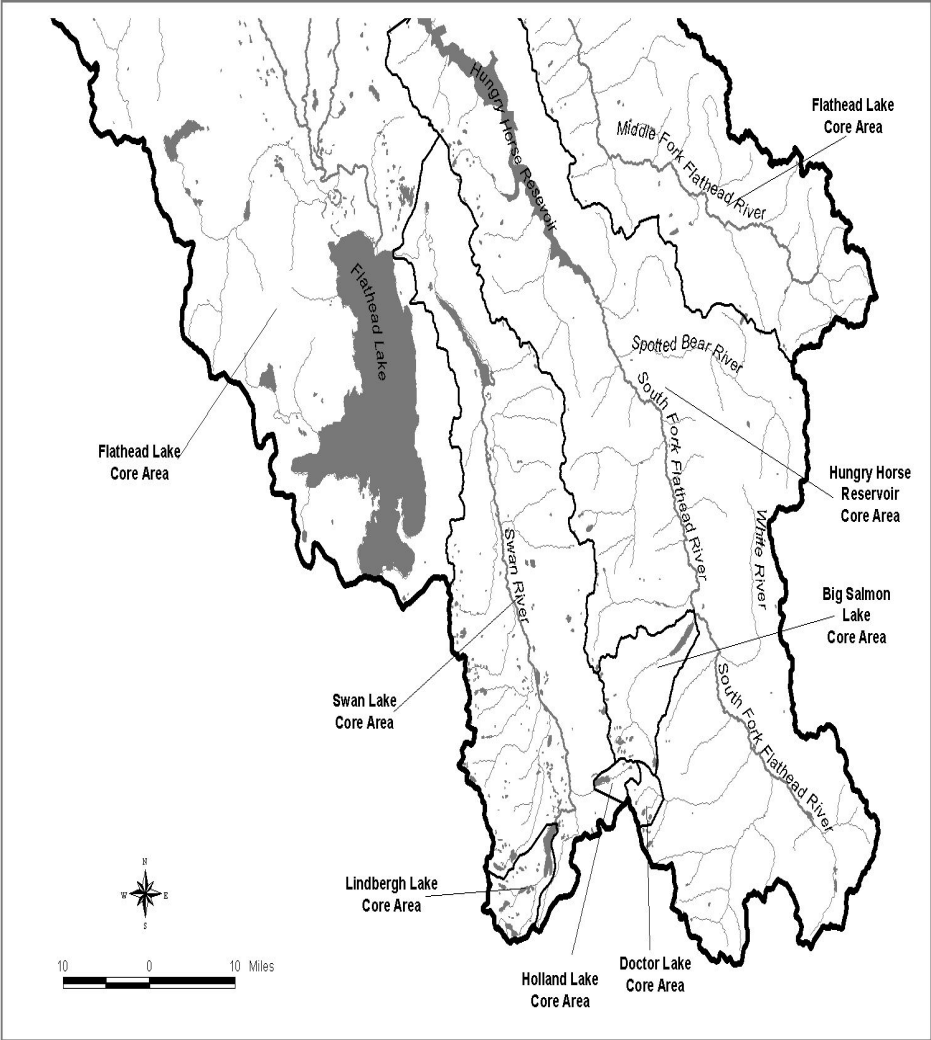 Hungry Horse Resevoir
Flathead Lake
Core Area
Middle Fork Flathead River
Flathead Lake
Spotted Bear River
South Fork Flathead River
Flathead Lake
Core Area
Hungry Horse
Reservoir
Core Area
White River
Swan River
Big Salmon
Lake
Core Area
South Fork Flathead River
Swan Lake
Core Area
N
W
E
S
Lindbergh Lake
Core Area
10 0 10 Miles
Holland Lake
Core Area
Doctor Lake
Core Area